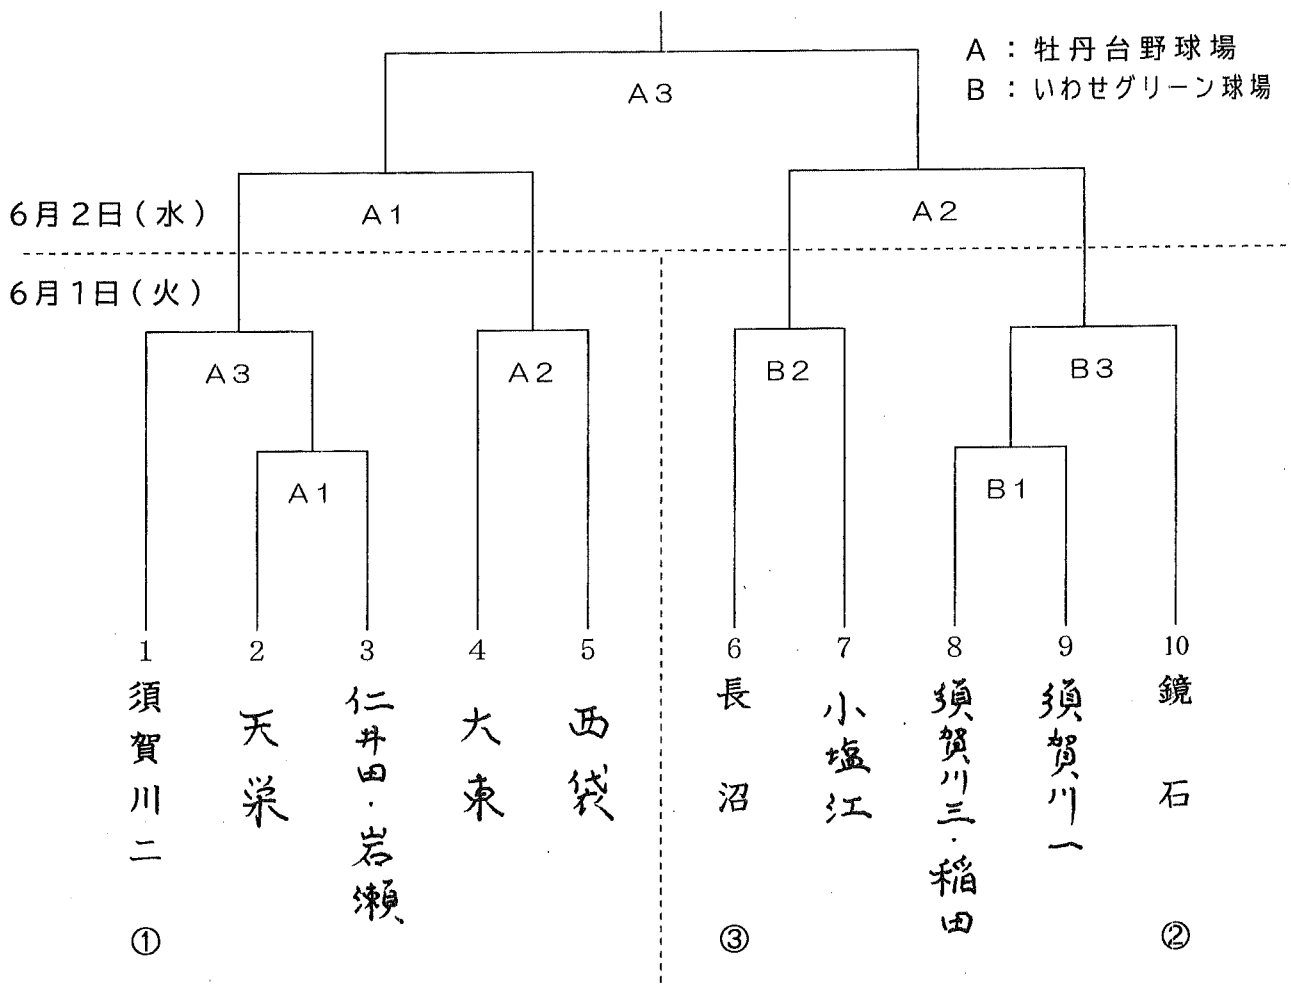 A：牡丹台野球場
B：いわせグリーン球場
A3
6月2日（水）
A1
A2
6月1日（火）
A3
A2
B2
B3
A1
B1
1
2
3
4
5
6
7
8
9
10
須賀川二
天栄
仁井田・岩瀬
大東
西袋
長沼
小塩江
須賀川三・稲田
須賀川一
鏡石
①
③
②